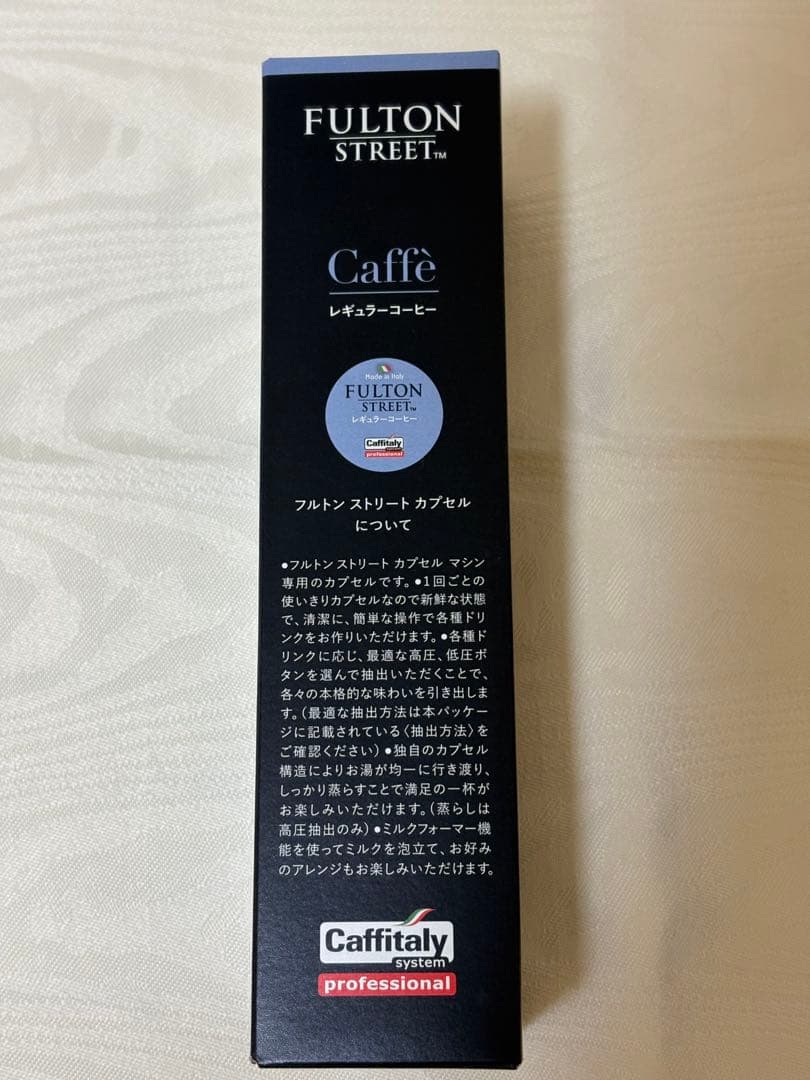 FULTON
STREET™
Caffè
レギュラーコーヒー
Made in Italy
FULTON
STREET™
レギュラーコーヒー
Caffitaly
system
professional
フルトン ストリート カプセル
について
●フルトン ストリート カプセル マシン
専用のカプセルです。●1回ごとの
使いきりカプセルなので新鮮な状態
で、清潔に、簡単な操作で各種ドリ
ンクをお作りいただけます。●各種ド
リンクに応じ、最適な高圧、低圧ボ
タンを選んで抽出いただくことで、
各々の本格的な味わいを引き出しま
す。（最適な抽出方法は本パッケー
ジに記載されている〈抽出方法〉を
ご確認ください）●独自のカプセル
構造によりお湯が均一に行き渡り、
しっかり蒸らすことで満足の一杯が
お楽しみいただけます。（蒸らしは
高圧抽出のみ）●ミルクフォーマー機
能を使ってミルクを泡立て、お好み
のアレンジもお楽しみいただけます。
Caffitaly
system
professional